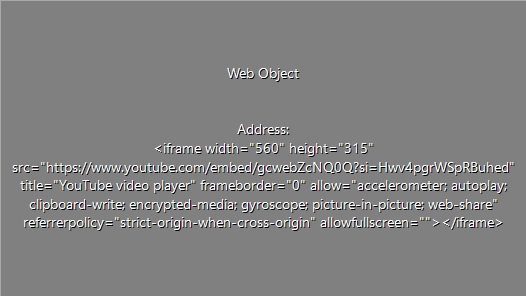 Web Object
Address:
<iframe width="560" height="315"
src="https://www.youtube.com/embed/gcwebZcNQ0Q?si=Hwv4pgrWSpRBuhed"
title="YouTube video player" frameborder="0" allow="accelerometer; autoplay;
clipboard-write; encrypted-media; gyroscope; picture-in-picture; web-share"
referrerpolicy="strict-origin-when-cross-origin" allowfullscreen=""></iframe>